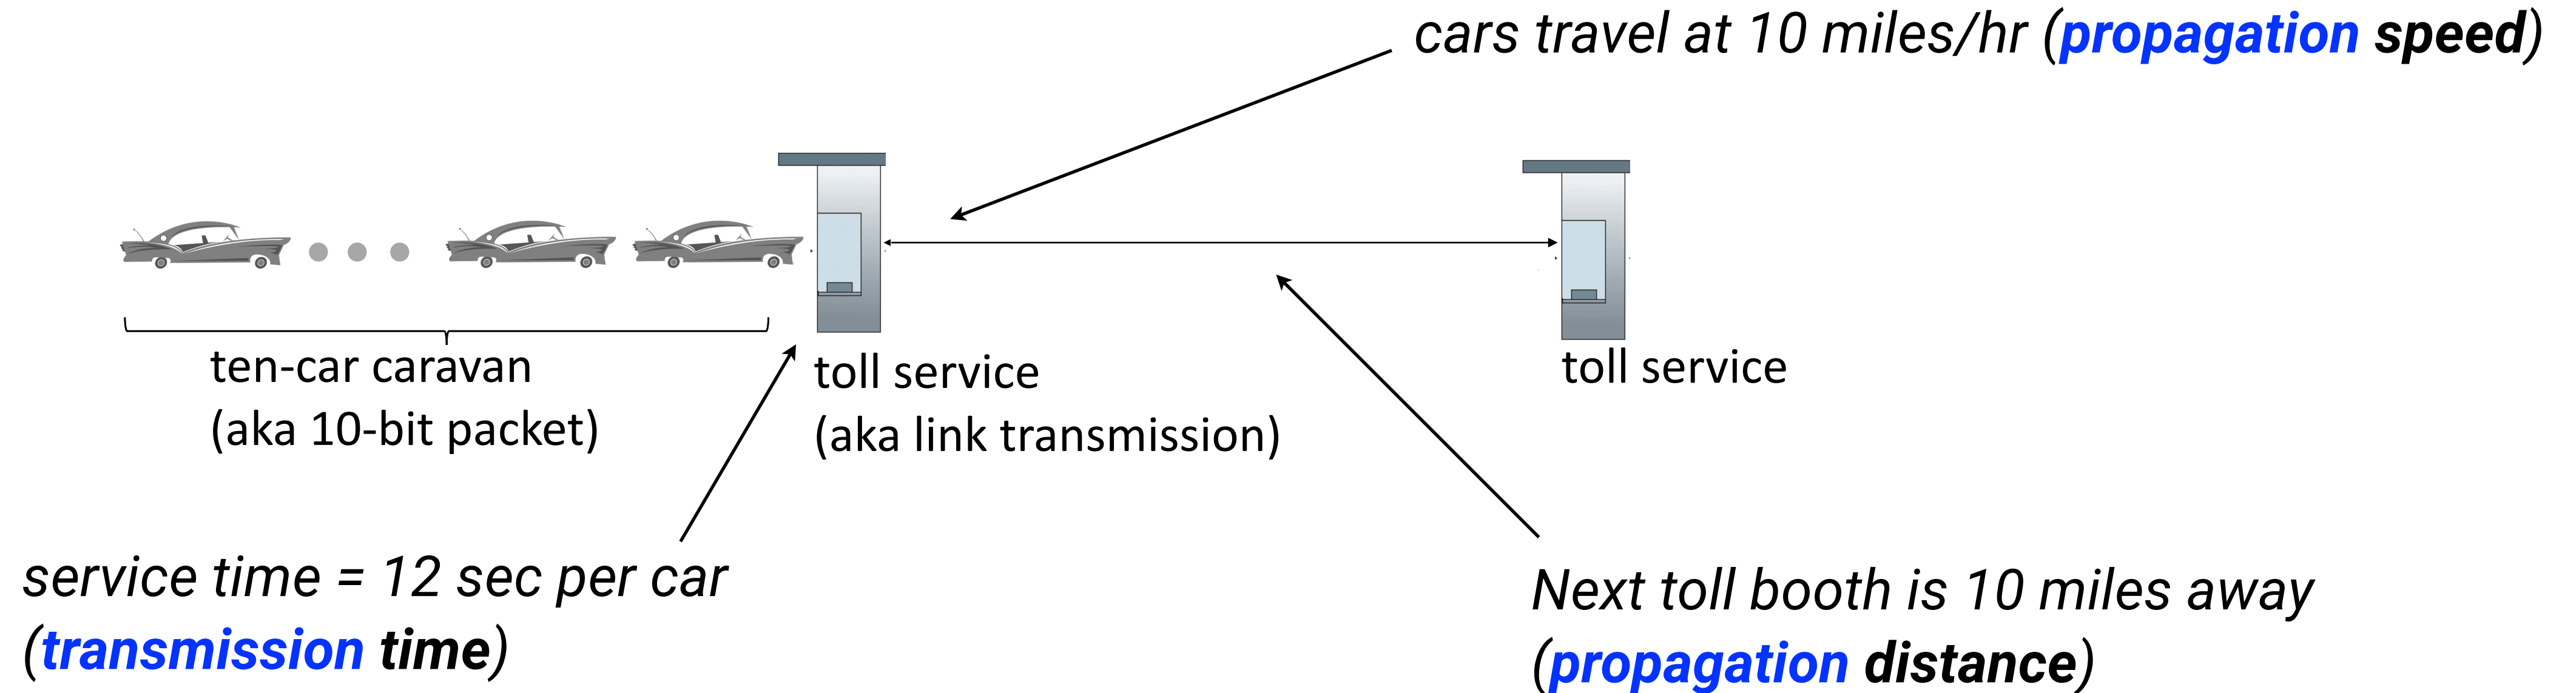 cars travel at 10 miles/hr (propagation speed)
ten-car caravan
(aka 10-bit packet)
toll service
(aka link transmission)
toll service
service time = 12 sec per car
(transmission time)
Next toll booth is 10 miles away
(propagation distance)